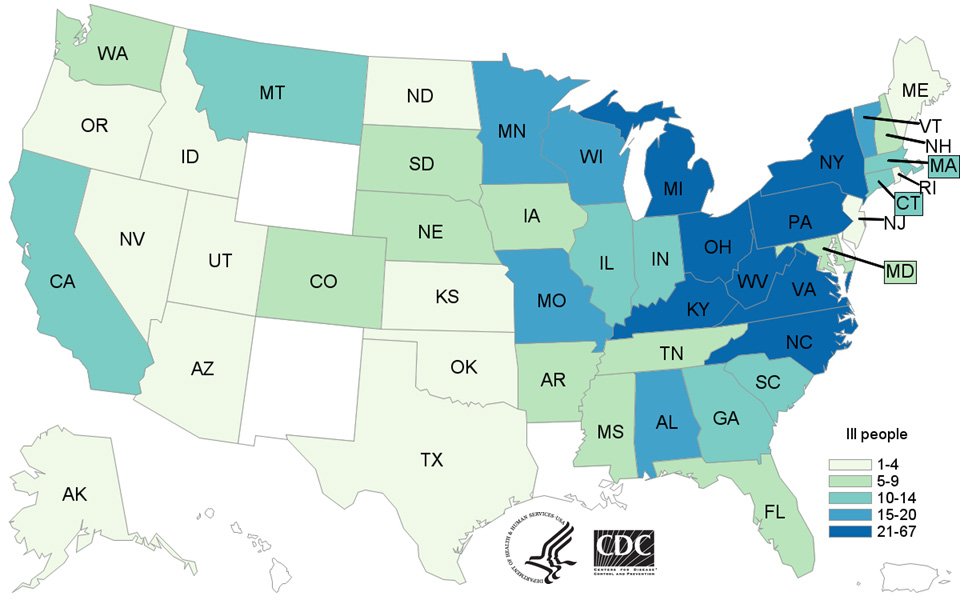 WA
MT
ND
ME
OR
MN
VT
ID
WI
NH
SD
NY
MA
MI
RI
IA
CT
NE
PA
NJ
NV
OH
UT
IL
IN
MD
CO
WV
CA
KS
MO
VA
KY
NC
TN
AZ
OK
AR
SC
GA
AL
MS
TX
AK
FL
Ill people
1-4
5-9
10-14
15-20
21-67
DEPARTMENT OF HEALTH & HUMAN SERVICES·USA
CDC
CENTERS FOR DISEASE
CONTROL AND PREVENTION